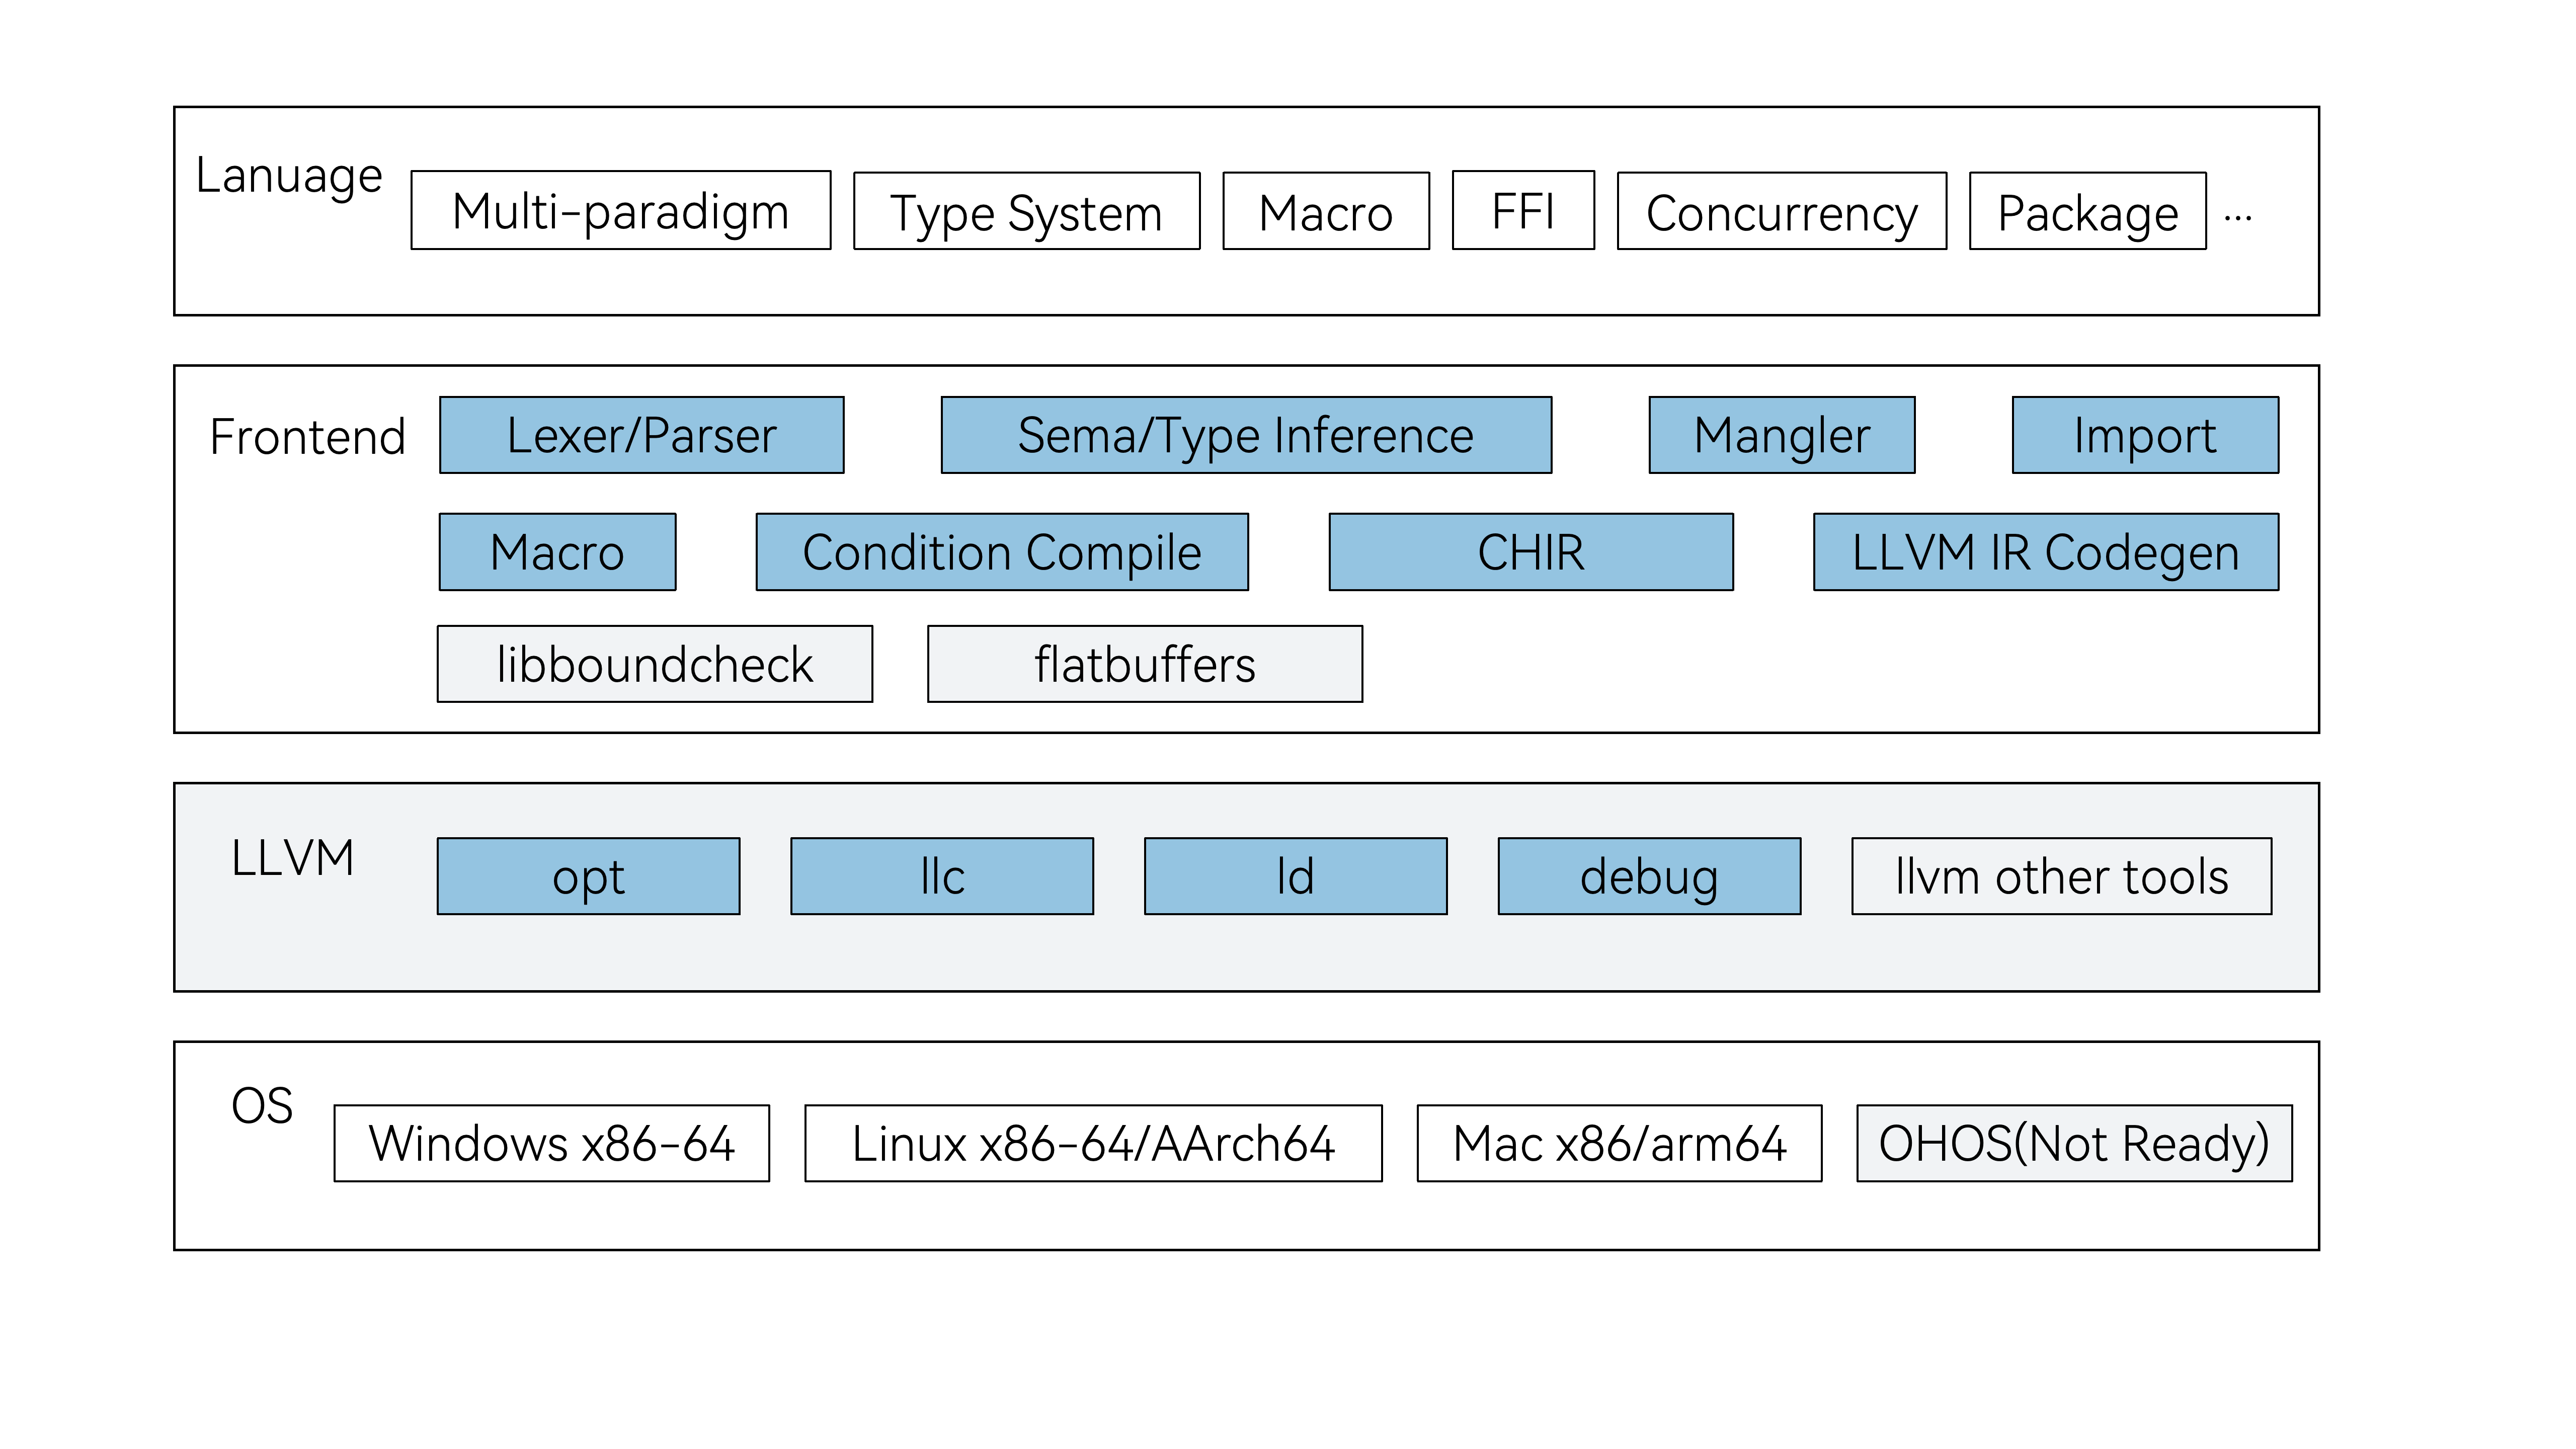 Lanuage
Multi-paradigm
Type System
Macro
FFI
Concurrency
Package
...
Frontend
Lexer/Parser
Sema/Type Inference
Mangler
Import
Macro
Condition Compile
CHIR
LLVM IR Codegen
libboundcheck
flatbuffers
LLVM
opt
llc
ld
debug
llvm other tools
OS
Windows x86-64
Linux x86-64/AArch64
Mac x86/arm64
OHOS(Not Ready)